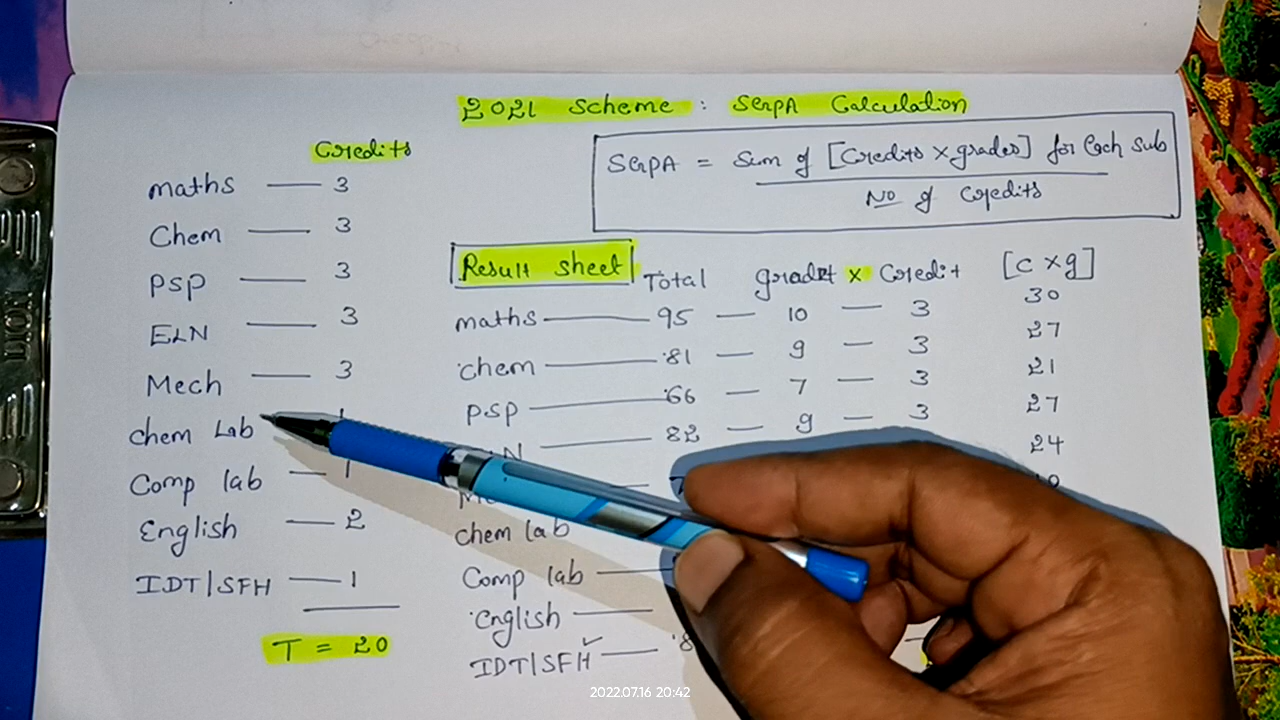 2021 Scheme : SGPA Calculation
Credits
maths — 3
Chem — 3
PSP — 3
ELN — 3
Mech — 3
chem Lab 1
Comp lab — 1
English — 2
IDT/SFH — 1
T = 20
SGPA = Sum of [Credits × grades] for each sub
No of credits
Result sheet Total grade × Credit [c × g]
maths — 95 — 10 — 3 30
chem — 81 — 9 — 3 27
PSP — 66 — 7 — 3 21
82 — 9 — 3 27
24
chem lab
Comp lab —
English —
IDT/SFH —
2022.07.16 20:42